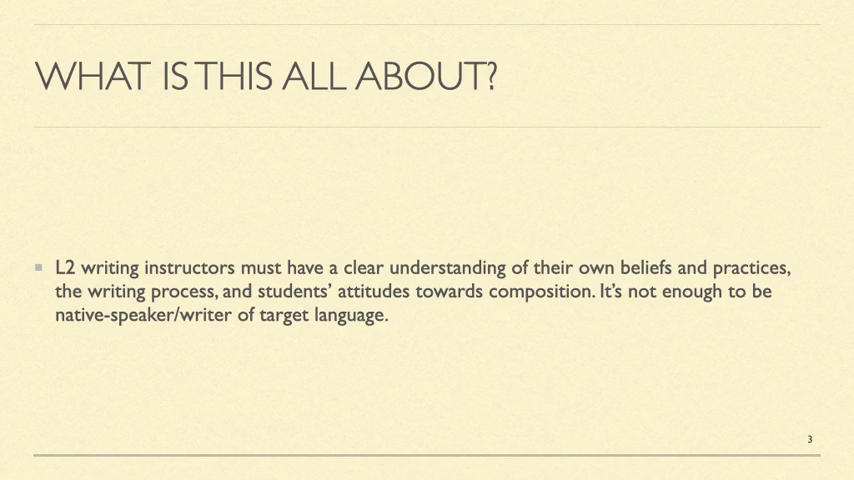 WHAT IS THIS ALL ABOUT?
L2 writing instructors must have a clear understanding of their own beliefs and practices,
the writing process, and students’ attitudes towards composition. It’s not enough to be
native-speaker/writer of target language.
3